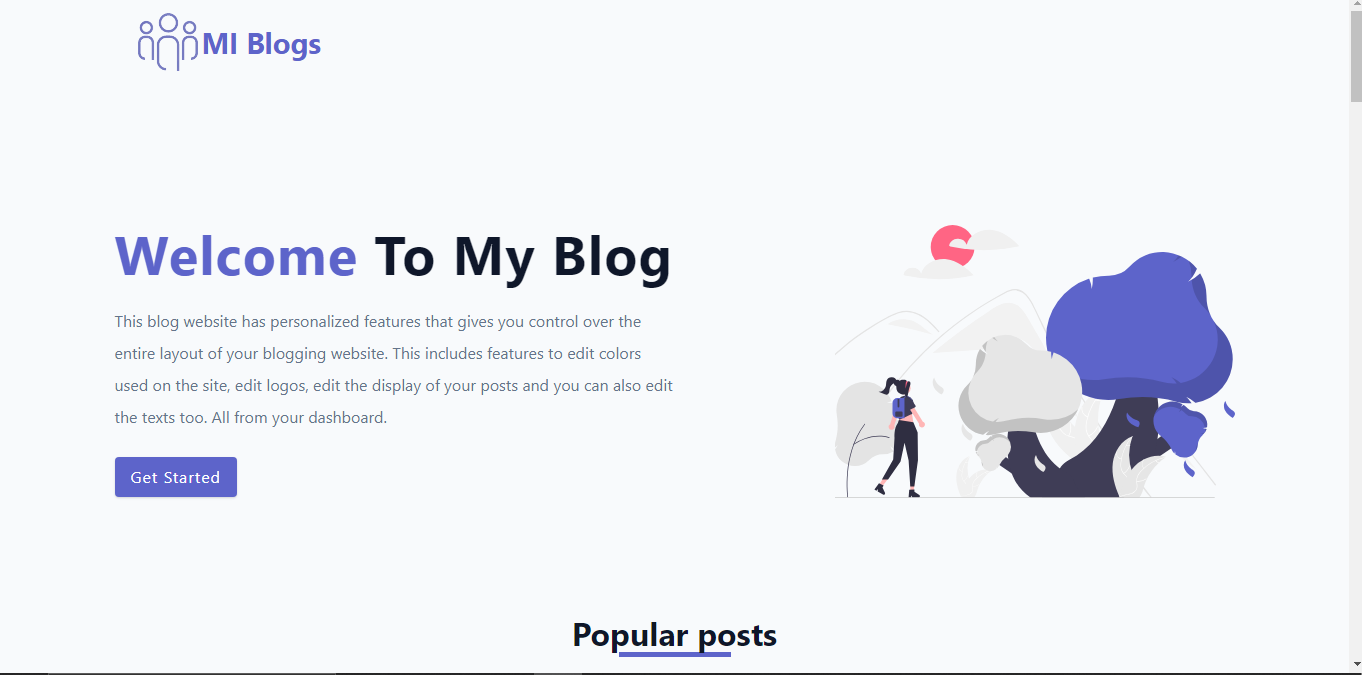 MI Blogs
Welcome To My Blog
This blog website has personalized features that gives you control over the
entire layout of your blogging website. This includes features to edit colors
used on the site, edit logos, edit the display of your posts and you can also edit
the texts too. All from your dashboard.
Get Started
Popular posts